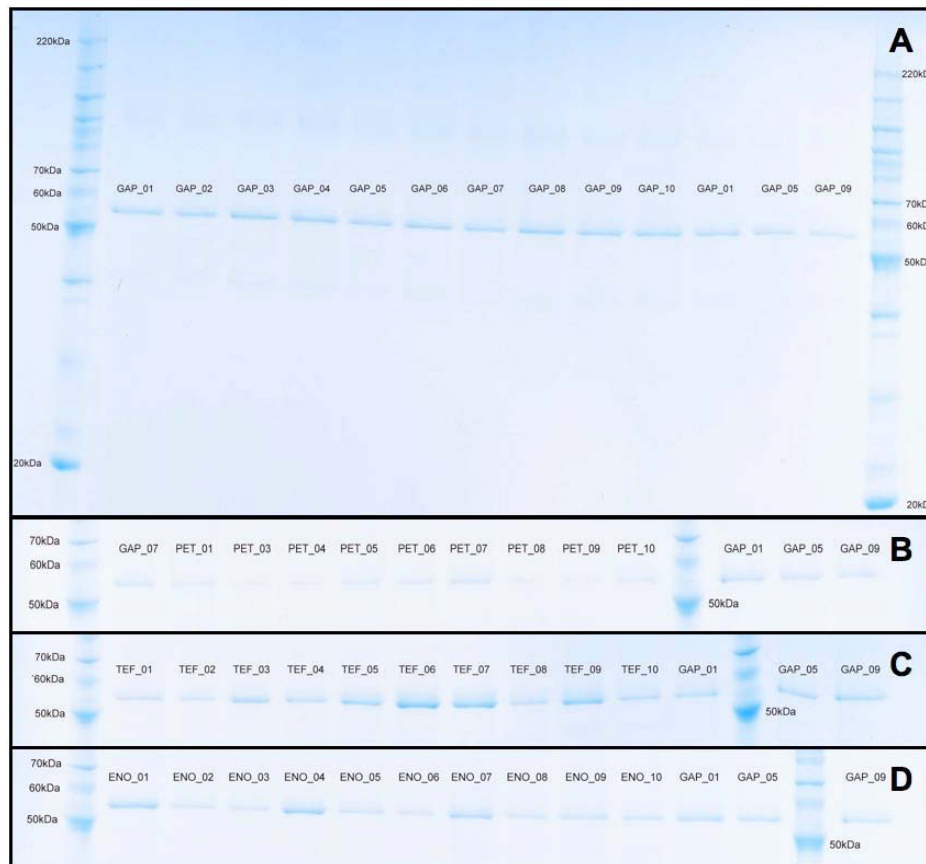 A
220kDa
220kDa
70kDa
60kDa
50kDa
GAP_01 GAP_02 GAP_03 GAP_04 GAP_05 GAP_06 GAP_07 GAP_08 GAP_09 GAP_10 GAP_01 GAP_05 GAP_09
70kDa
60kDa
50kDa
20kDa
20kDa
B
70kDa
60kDa
50kDa
GAP_07 PET_01 PET_03 PET_04 PET_05 PET_06 PET_07 PET_08 PET_09 PET_10 GAP_01 GAP_05 GAP_09
50kDa
C
70kDa
60kDa
50kDa
TEF_01 TEF_02 TEF_03 TEF_04 TEF_05 TEF_06 TEF_07 TEF_08 TEF_09 TEF_10 GAP_01 GAP_05 GAP_09
50kDa
D
70kDa
60kDa
50kDa
ENO_01 ENO_02 ENO_03 ENO_04 ENO_05 ENO_06 ENO_07 ENO_08 ENO_09 ENO_10 GAP_01 GAP_05 GAP_09
50kDa